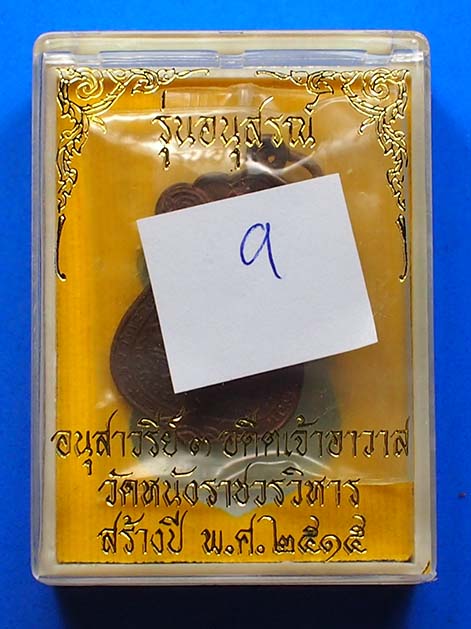 รุ่นอนุสรณ์
9
อนุสาวรีย์ ๓ อดีตเจ้าอาวาส
วัดหนังราชวรวิหาร
สร้างปี พ.ศ.๒๕๑๕